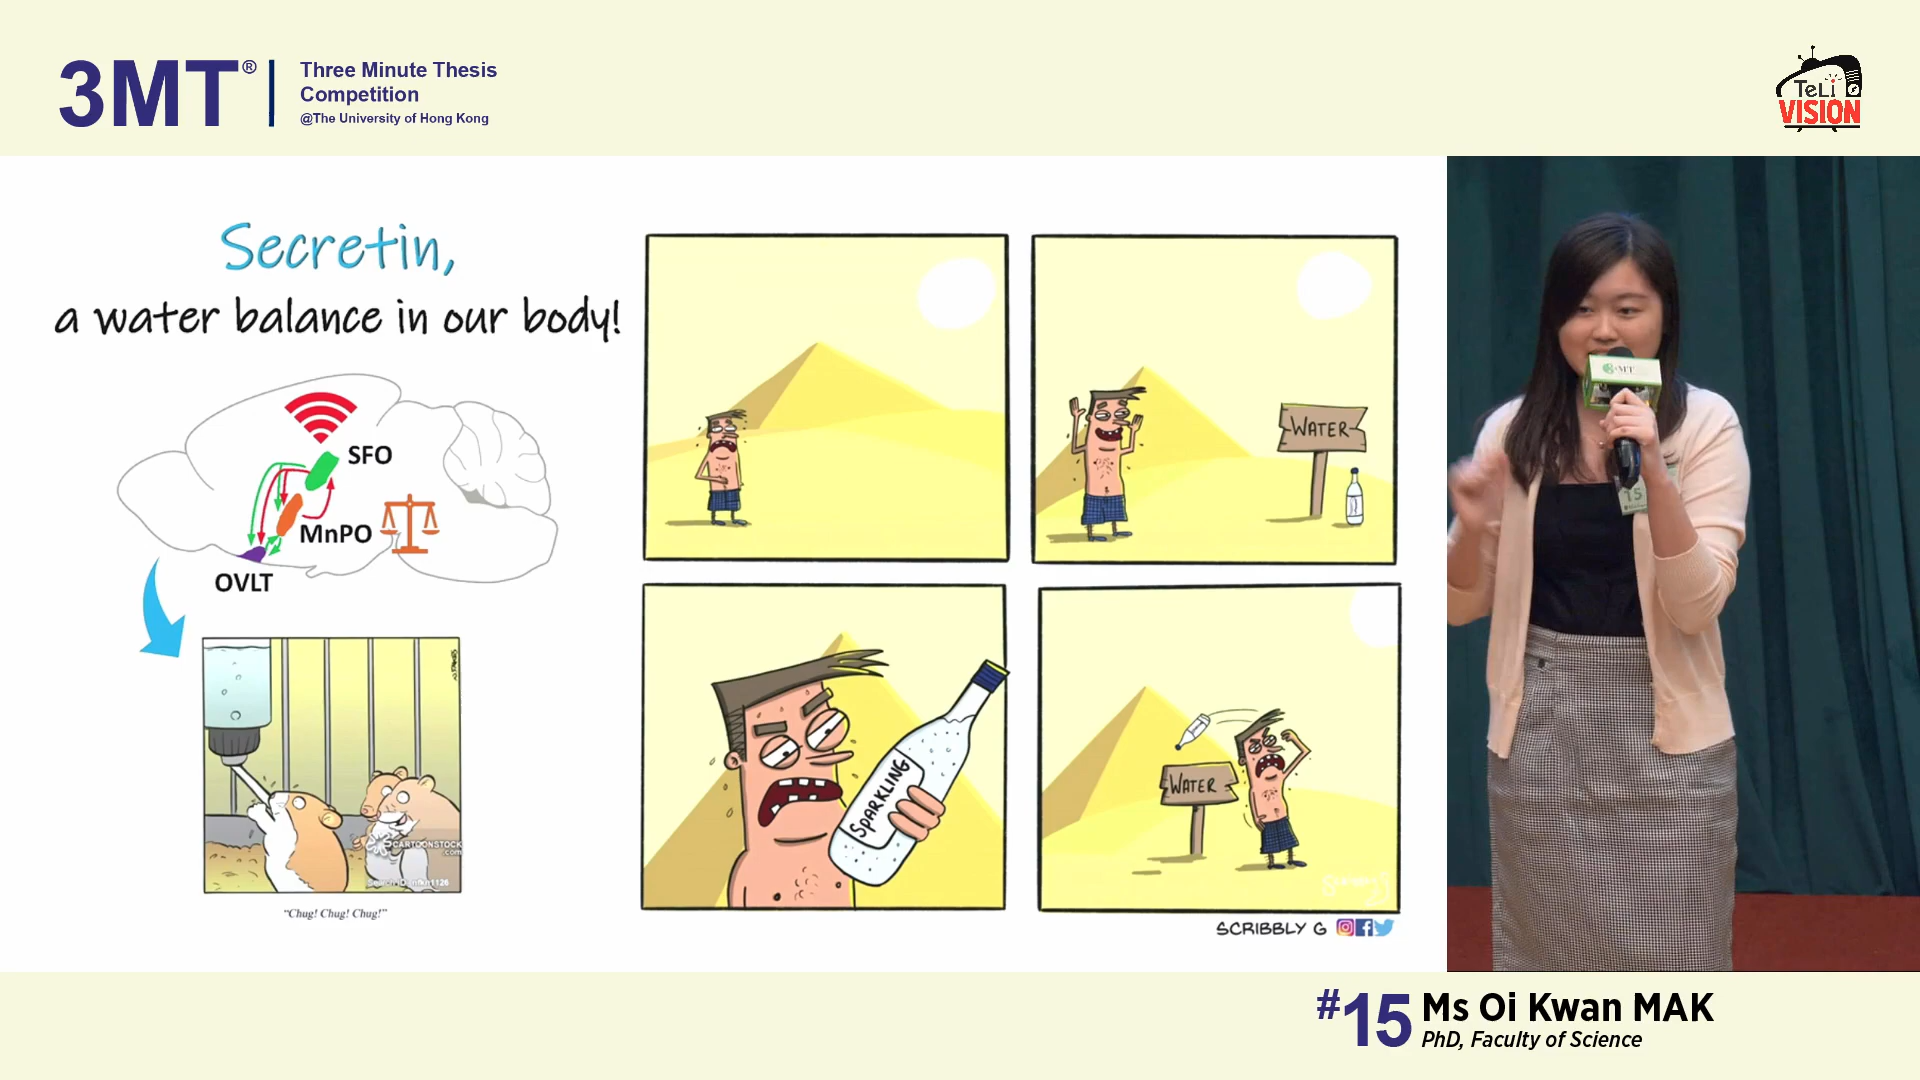 3MT®
Three Minute Thesis
Competition
@The University of Hong Kong
TeLi
VISION
Secretin,
a water balance in our body!
SFO
MnPO
OVLT
CARTOONSTOCK
.com
"Chug! Chug! Chug!"
WATER
SPARKLING
WATER
SCRIBBLY G
3MT
15
#15
Ms Oi Kwan MAK
PhD, Faculty of Science